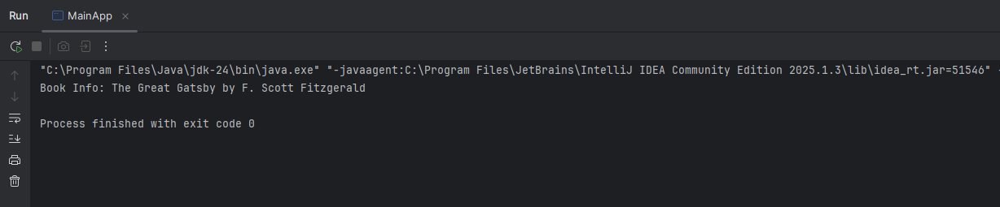 Run MainApp
"C:\Program Files\Java\jdk-24\bin\java.exe" "-javaagent:C:\Program Files\JetBrains\IntelliJ IDEA Community Edition 2025.1.3\lib\idea_rt.jar=51546"
Book Info: The Great Gatsby by F. Scott Fitzgerald
Process finished with exit code 0